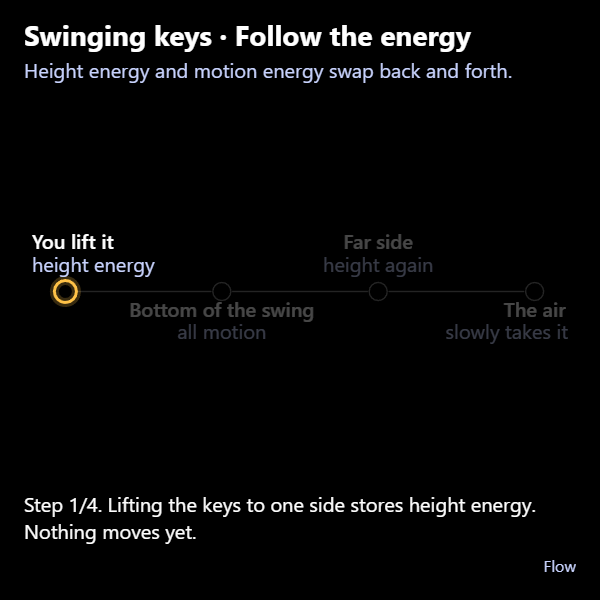 Swinging keys · Follow the energy
Height energy and motion energy swap back and forth.
You lift it
height energy
Far side
height again
Bottom of the swing
all motion
The air
slowly takes it
Step 1/4. Lifting the keys to one side stores height energy.
Nothing moves yet.
Flow